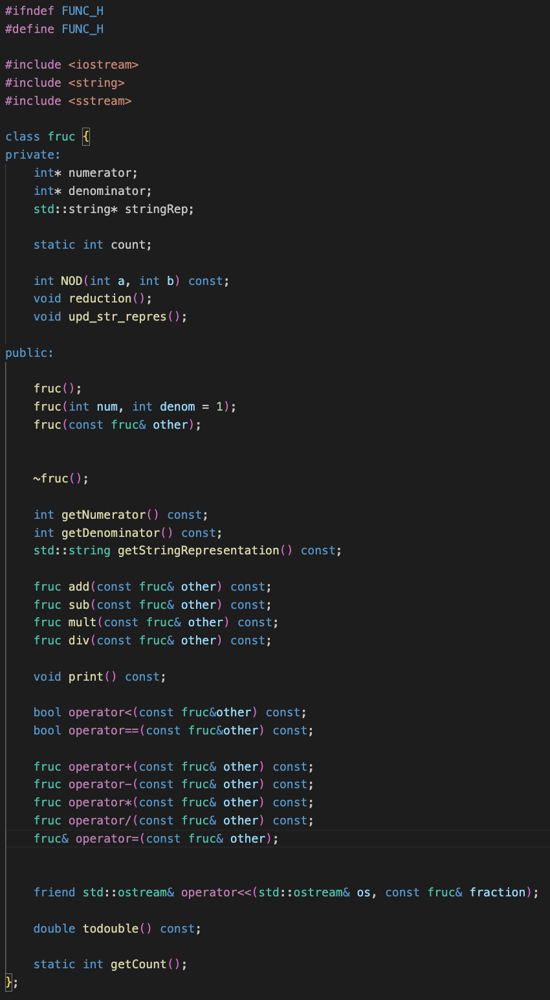 #ifndef FUNC_H
#define FUNC_H
#include <iostream>
#include <string>
#include <sstream>
class fruc {
private:
int* numerator;
int* denominator;
std::string* stringRep;
static int count;
int NOD(int a, int b) const;
void reduction();
void upd_str_repres();
public:
fruc();
fruc(int num, int denom = 1);
fruc(const fruc& other);
~fruc();
int getNumerator() const;
int getDenominator() const;
std::string getStringRepresentation() const;
fruc add(const fruc& other) const;
fruc sub(const fruc& other) const;
fruc mult(const fruc& other) const;
fruc div(const fruc& other) const;
void print() const;
bool operator<(const fruc&other) const;
bool operator==(const fruc&other) const;
fruc operator+(const fruc& other) const;
fruc operator-(const fruc& other) const;
fruc operator*(const fruc& other) const;
fruc operator/(const fruc& other) const;
fruc& operator=(const fruc& other);
friend std::ostream& operator<<(std::ostream& os, const fruc& fraction);
double todouble() const;
static int getCount();
};